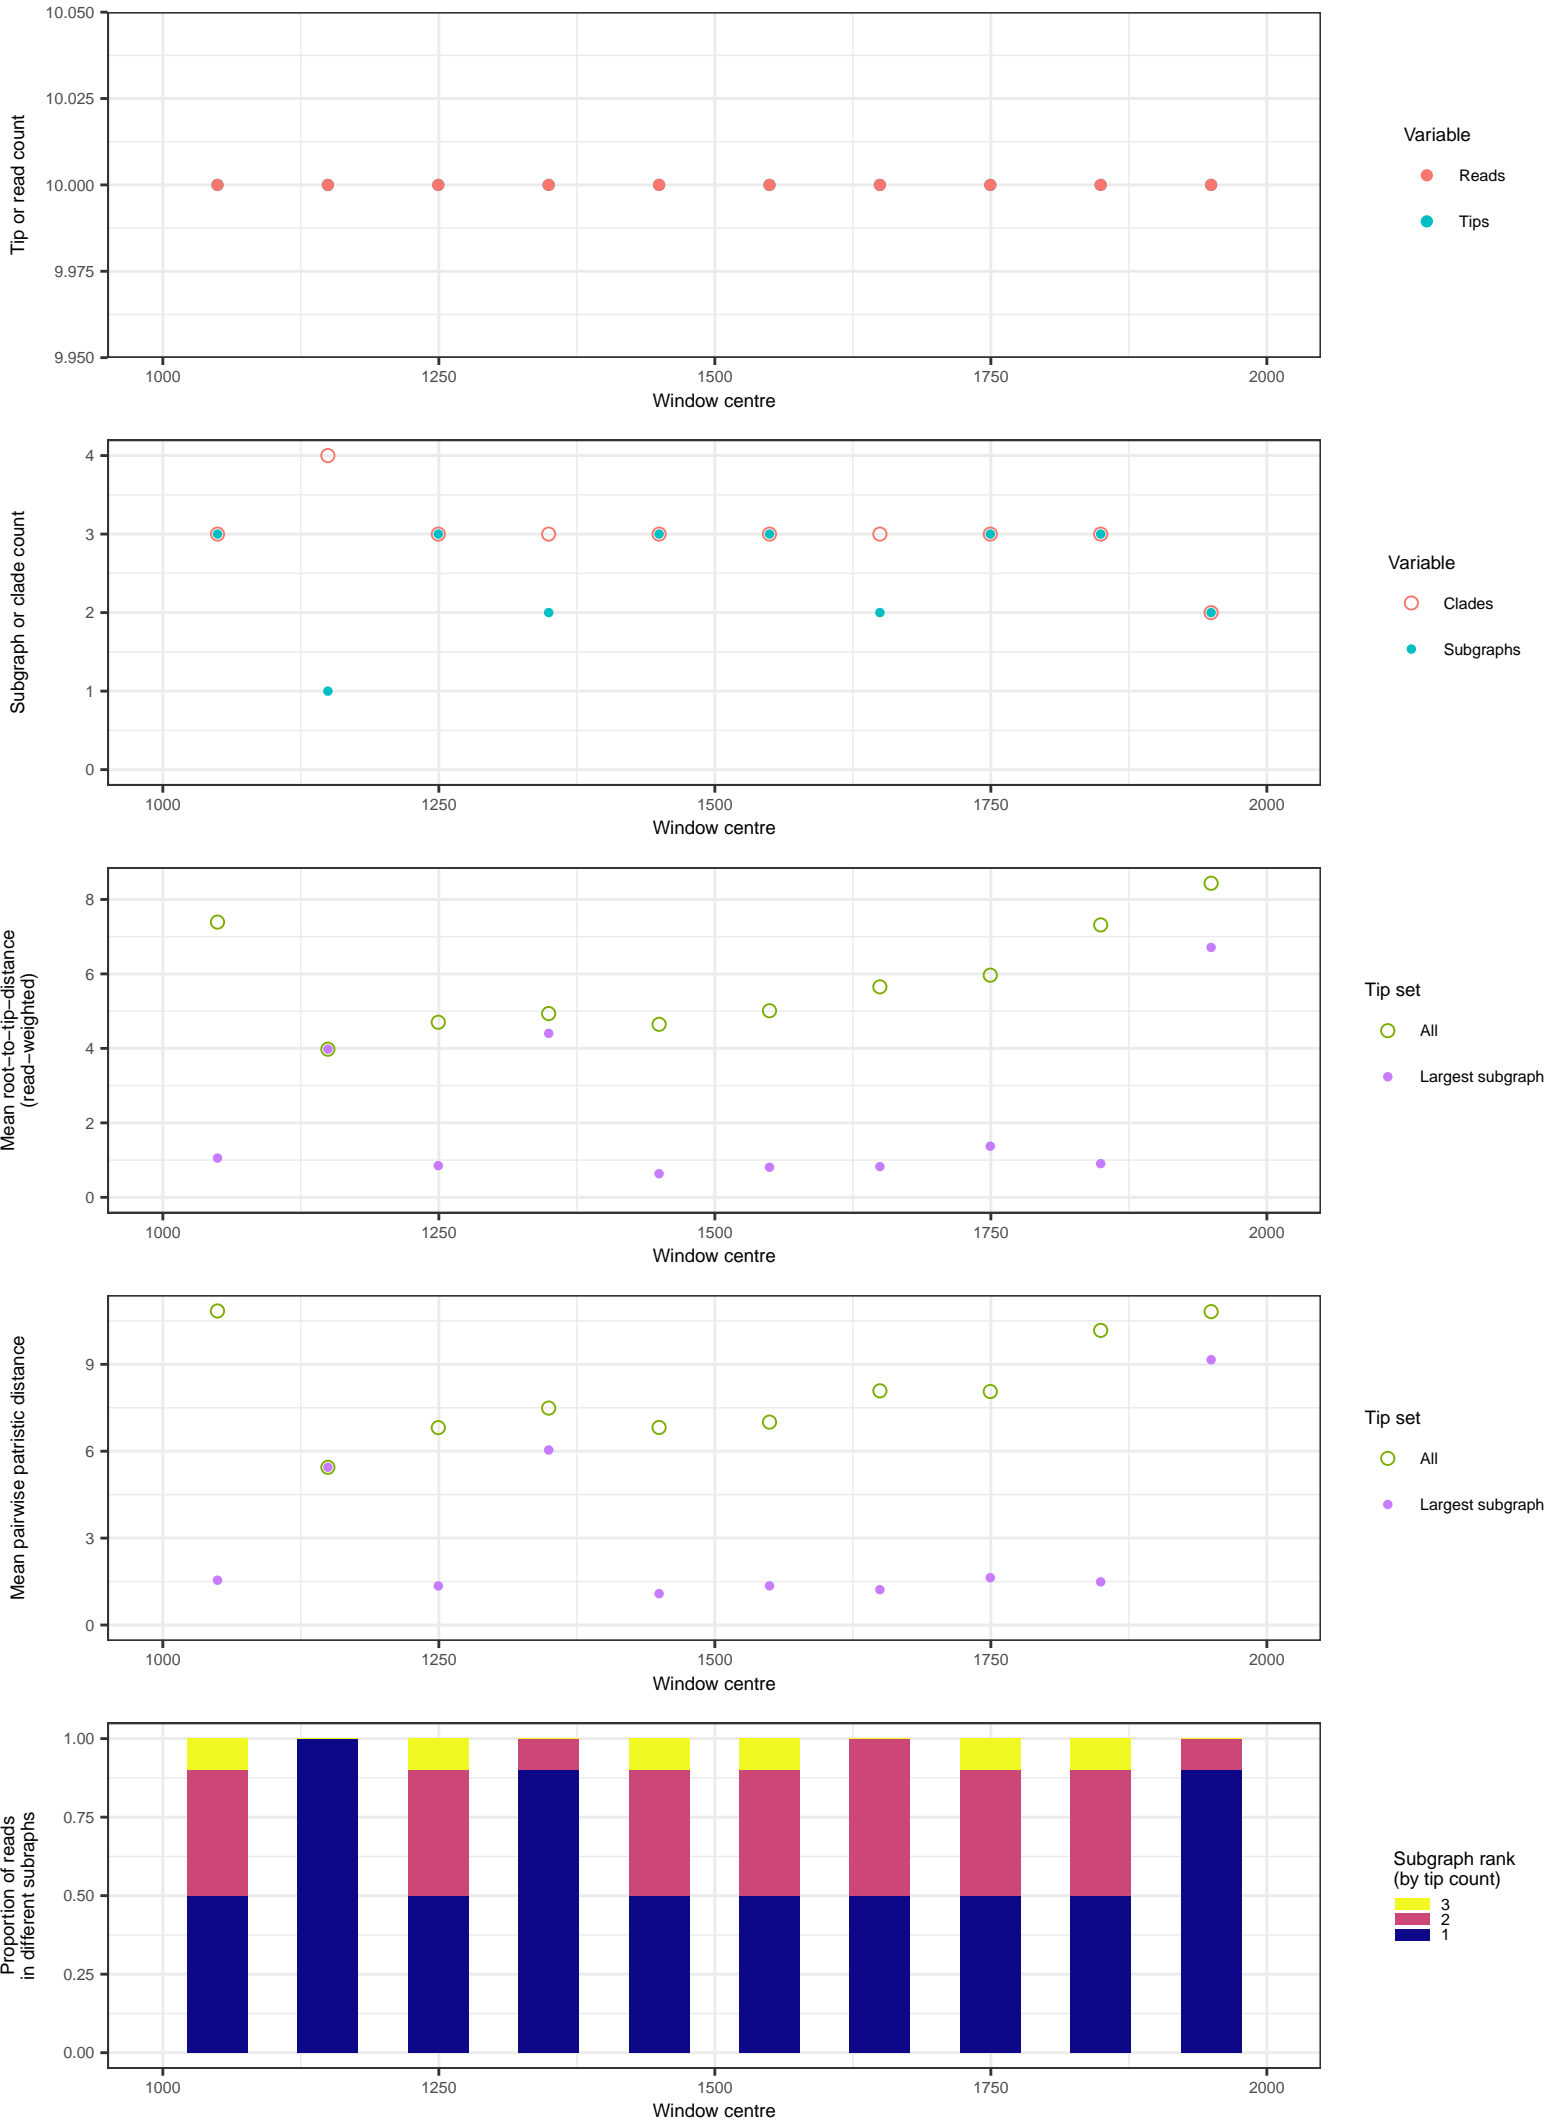 10.050
10.025
10.000
9.975
9.950
Tip or read count
1000 1250 1500 1750 2000
Window centre
Variable
Reads
Tips
4
3
2
1
0
Subgraph or clade count
1000 1250 1500 1750 2000
Window centre
Variable
Clades
Subgraphs
8
6
4
2
0
Mean root−to−tip−distance
(read−weighted)
1000 1250 1500 1750 2000
Window centre
Tip set
All
Largest subgraph
9
6
3
0
Mean pairwise patristic distance
1000 1250 1500 1750 2000
Window centre
Tip set
All
Largest subgraph
1.00
0.75
0.50
0.25
0.00
Proportion of reads
in different subraphs
1000 1250 1500 1750 2000
Window centre
Subgraph rank
(by tip count)
3
2
1